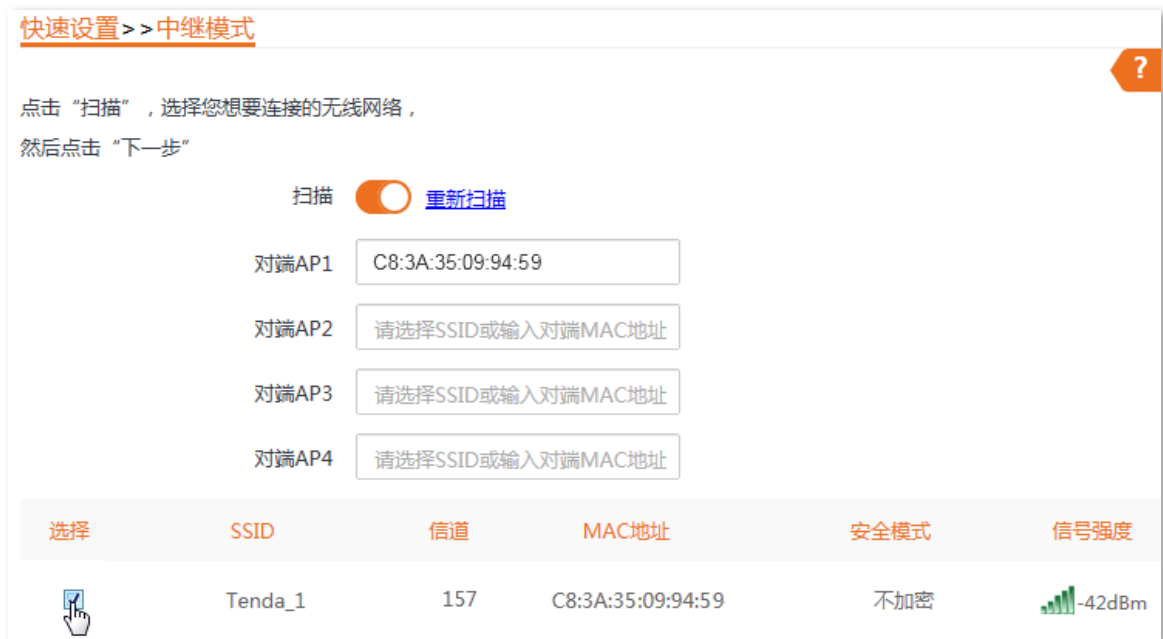 快速设置>>中继模式
?
点击“扫描”，选择您想要连接的无线网络，
然后点击“下一步”
扫描 重新扫描
对端AP1 C8:3A:35:09:94:59
对端AP2 请选择SSID或输入对端MAC地址
对端AP3 请选择SSID或输入对端MAC地址
对端AP4 请选择SSID或输入对端MAC地址
选择 SSID 信道 MAC地址 安全模式 信号强度
Tenda_1 157 C8:3A:35:09:94:59 不加密 -42dBm